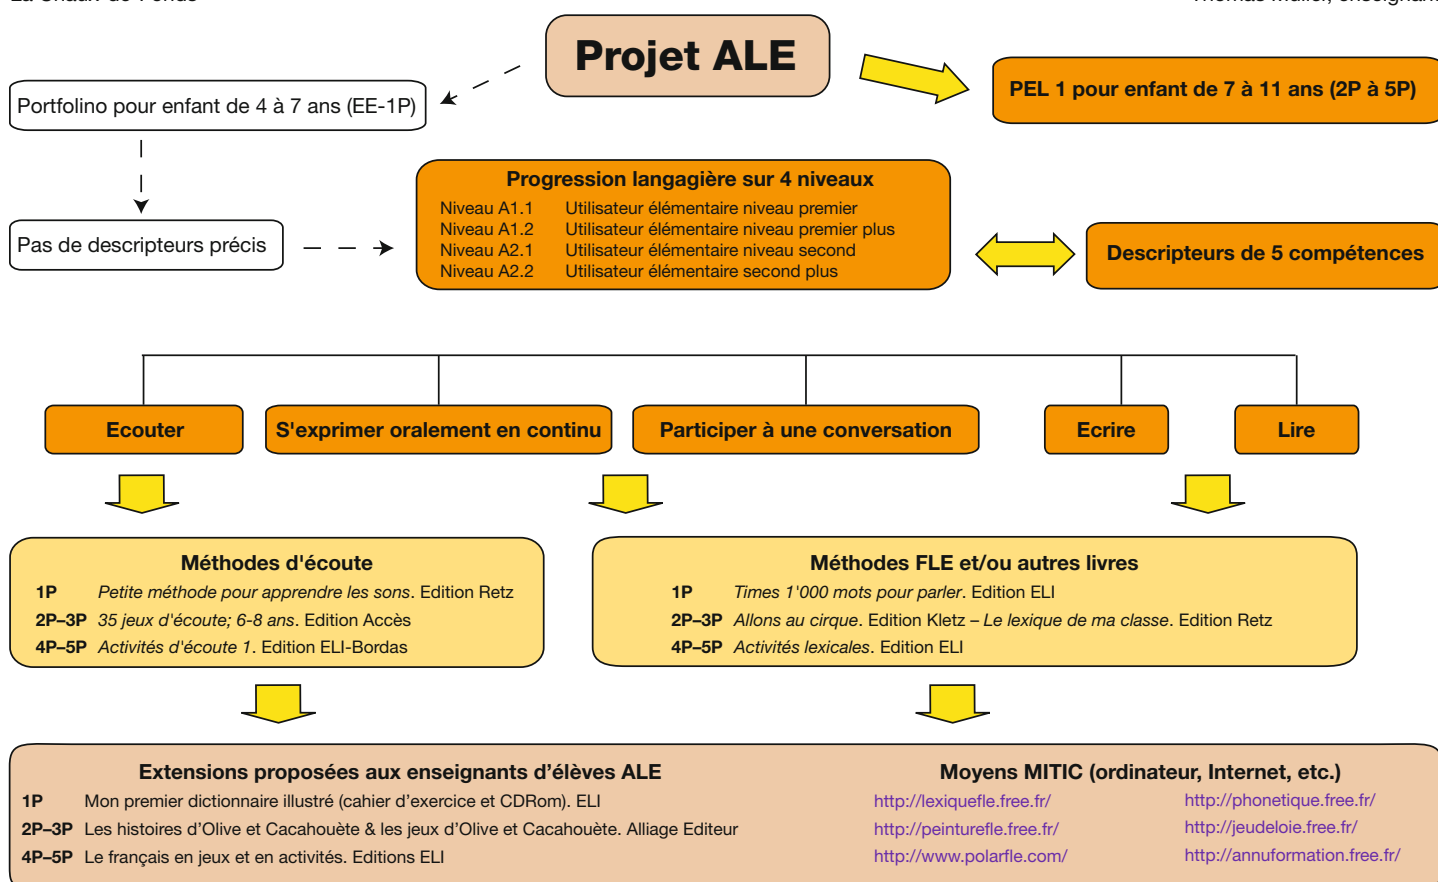 Projet ALE
Portfolino pour enfant de 4 à 7 ans (EE-1P)
PEL 1 pour enfant de 7 à 11 ans (2P à 5P)
Pas de descripteurs précis
Progression langagière sur 4 niveaux
Niveau A1.1 Utilisateur élémentaire niveau premier
Niveau A1.2 Utilisateur élémentaire niveau premier plus
Niveau A2.1 Utilisateur élémentaire niveau second
Niveau A2.2 Utilisateur élémentaire second plus
Descripteurs de 5 compétences
Ecouter
S'exprimer oralement en continu
Participer à une conversation
Ecrire
Lire
Méthodes d'écoute
1P Petite méthode pour apprendre les sons. Edition Retz
2P–3P 35 jeux d'écoute; 6-8 ans. Edition Accès
4P–5P Activités d'écoute 1. Edition ELI-Bordas
Méthodes FLE et/ou autres livres
1P Times 1'000 mots pour parler. Edition ELI
2P–3P Allons au cirque. Edition Kletz – Le lexique de ma classe. Edition Retz
4P–5P Activités lexicales. Edition ELI
Extensions proposées aux enseignants d’élèves ALE
1P Mon premier dictionnaire illustré (cahier d’exercice et CDRom). ELI
2P–3P Les histoires d’Olive et Cacahouète & les jeux d’Olive et Cacahouète. Alliage Editeur
4P–5P Le français en jeux et en activités. Editions ELI
Moyens MITIC (ordinateur, Internet, etc.)
http://lexiquefle.free.fr/ http://phonetique.free.fr/
http://peinturefle.free.fr/ http://jeudeloie.free.fr/
http://www.polarfle.com/ http://annuformation.free.fr/